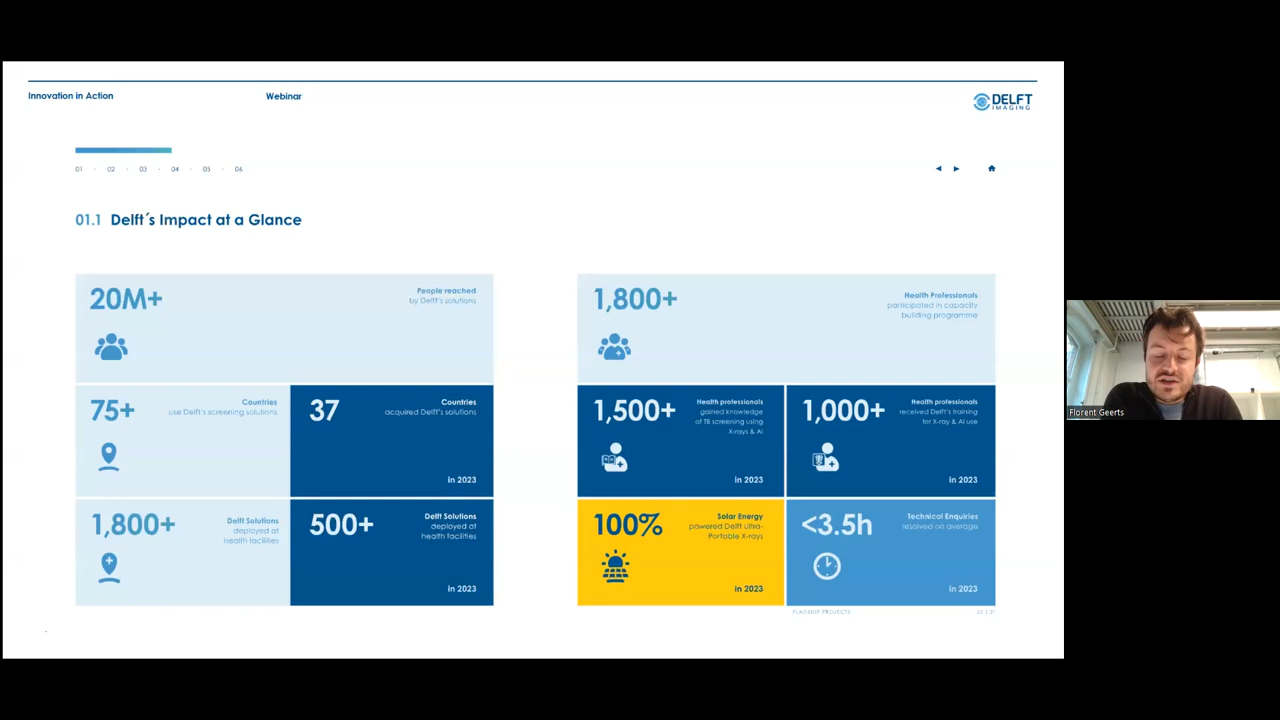 Innovation in Action
Webinar
DELFT
IMAGING
01 · 02 · 03 · 04 · 05 · 06
01.1 Delft´s Impact at a Glance
20M+
People reached
by Delft's solutions
75+
Countries
use Delft's screening solutions
37
Countries
acquired Delft's solutions
in 2023
1,800+
Delft Solutions
deployed at
health facilities
500+
Delft Solutions
deployed at
health facilities
in 2023
1,800+
Health Professionals
participated in capacity
building programme
1,500+
Health professionals
gained knowledge
of TB screening using
X-rays & AI
in 2023
1,000+
Health professionals
received Delft's training
for X-ray & AI use
in 2023
100%
Solar Energy
powered Delft Ultra-
Portable X-rays
in 2023
<3.5h
Technical Enquiries
resolved on average
in 2023
FLAGSHIP PROJECTS
Florent Geerts